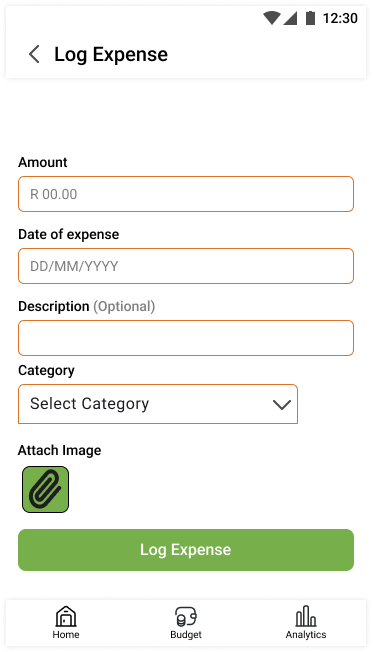 12:30
Log Expense
Amount
R 00.00
Date of expense
DD/MM/YYYY
Description (Optional)
Category
Select Category
Attach Image
Log Expense
Home Budget Analytics